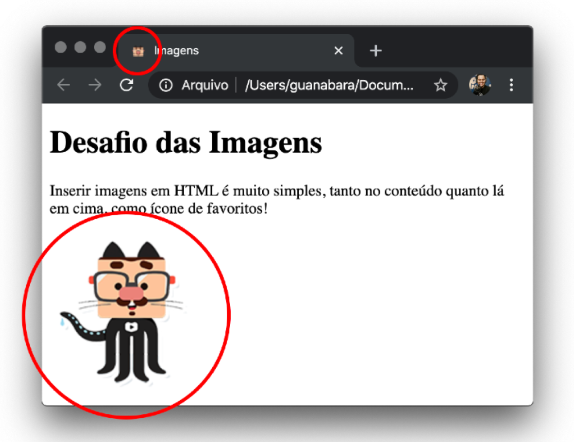 Imagens
Arquivo | /Users/guanabara/Docum...
Desafio das Imagens
Inserir imagens em HTML é muito simples, tanto no conteúdo quanto lá
em cima, como ícone de favoritos!